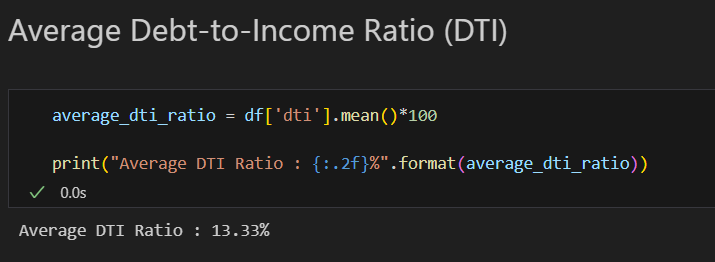 Average Debt-to-Income Ratio (DTI)
average_dti_ratio = df['dti'].mean()*100
print("Average DTI Ratio : {:.2f}%".format(average_dti_ratio))
0.0s
Average DTI Ratio : 13.33%